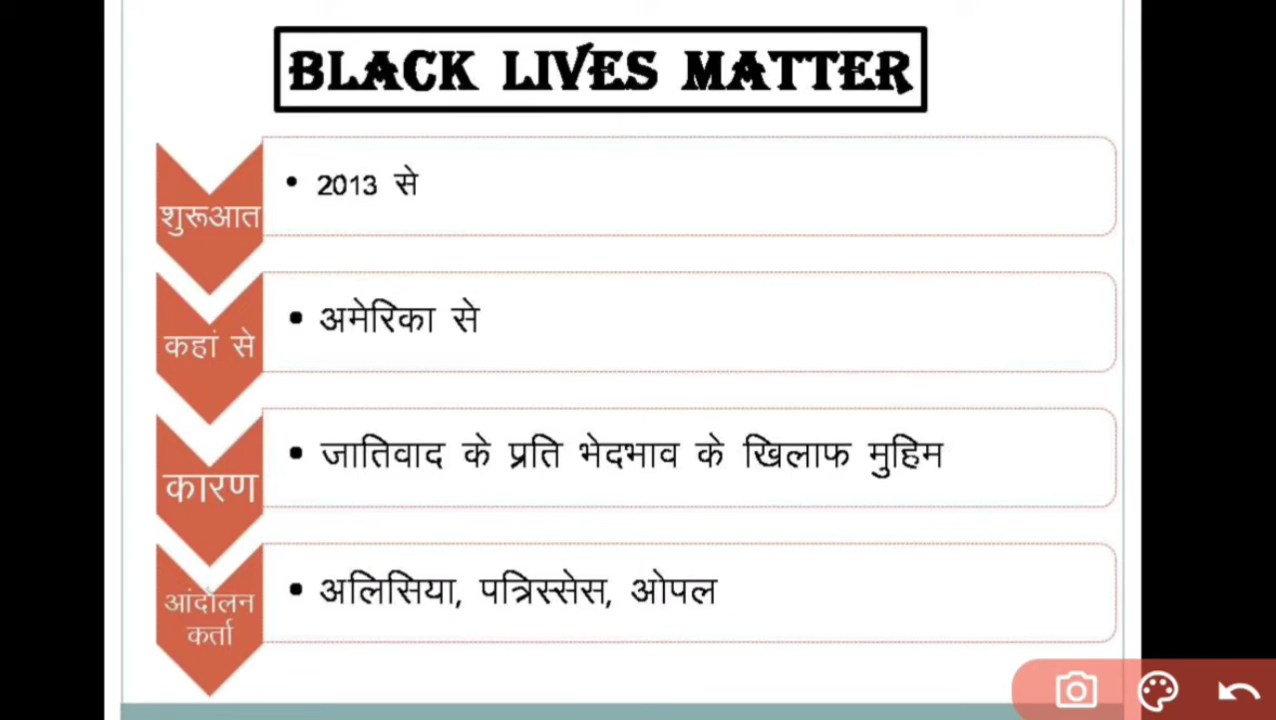 BLACK LIVES MATTER
शुरूआत
• 2013 से
कहां से
• अमेरिका से
कारण
• जातिवाद के प्रति भेदभाव के खिलाफ मुहिम
आंदोलन
कर्ता
• अलिसिया, पत्रिस्सेस, ओपल